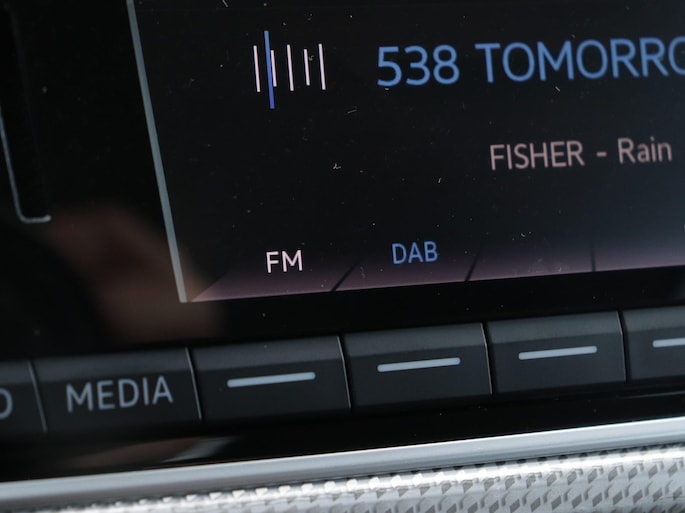 538 TOMORRO
FISHER - Rain
FM DAB
MEDIA